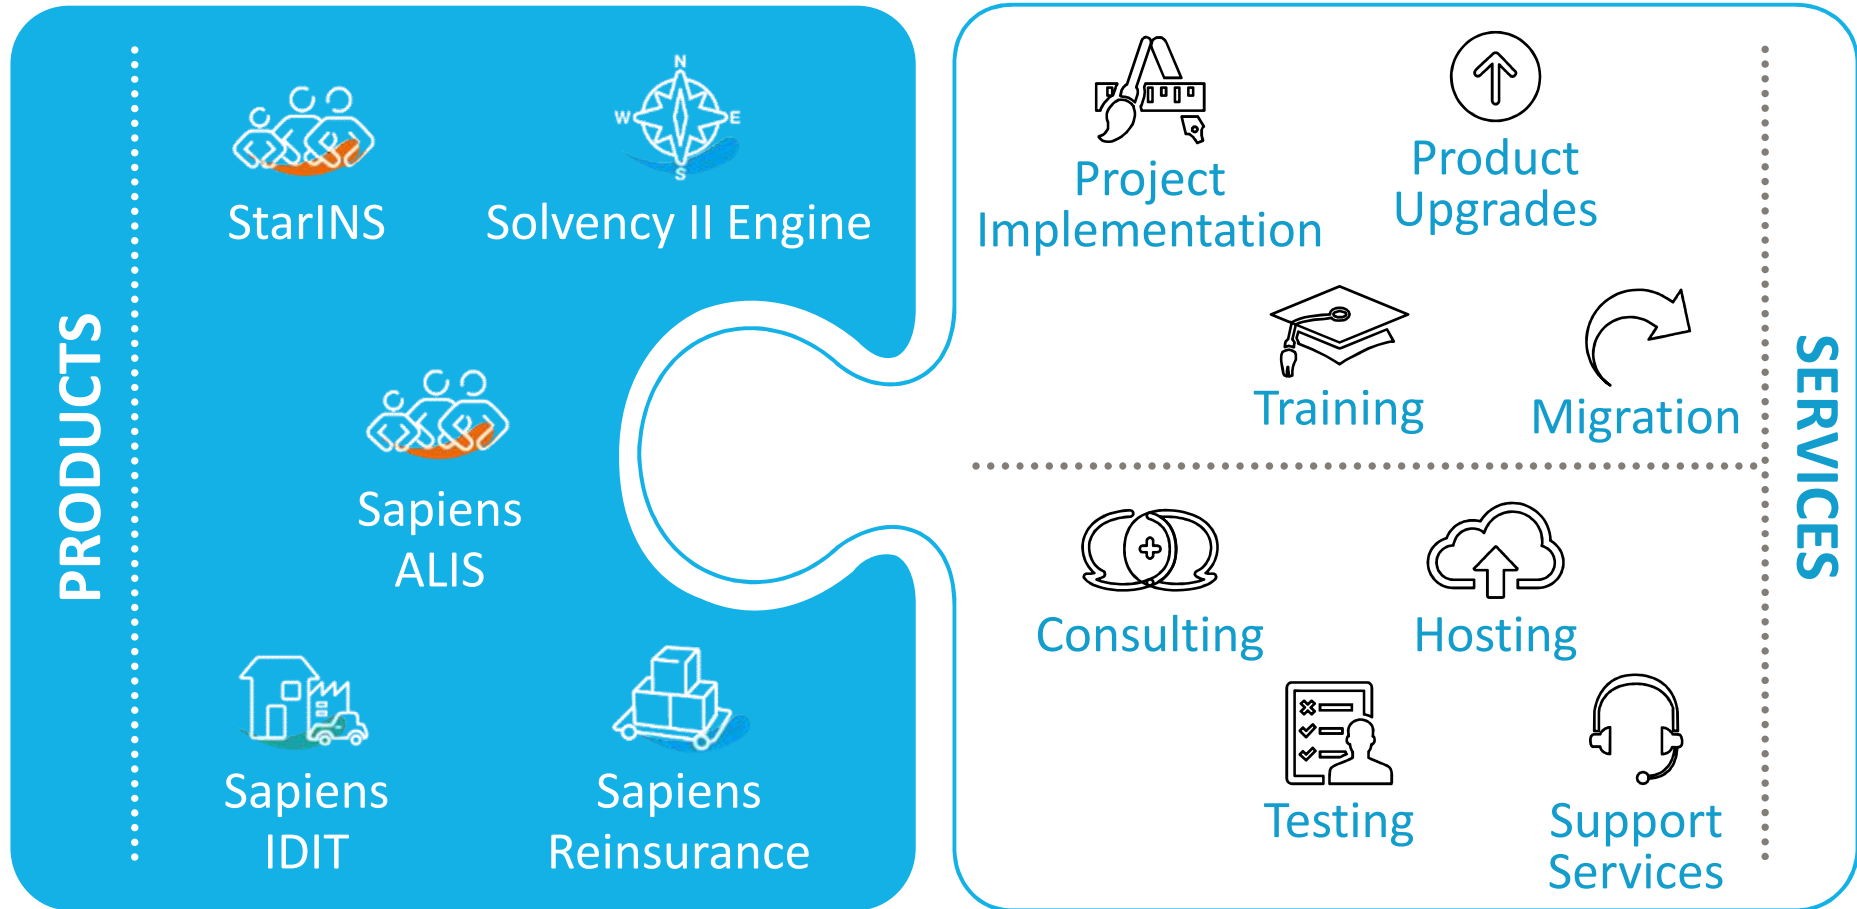 PRODUCTS
N
W E
S
StarINS
Solvency II Engine
Sapiens
ALIS
Sapiens
IDIT
Sapiens
Reinsurance
Project
Implementation
Product
Upgrades
Training
Migration
Consulting
Hosting
Testing
Support
Services
SERVICES